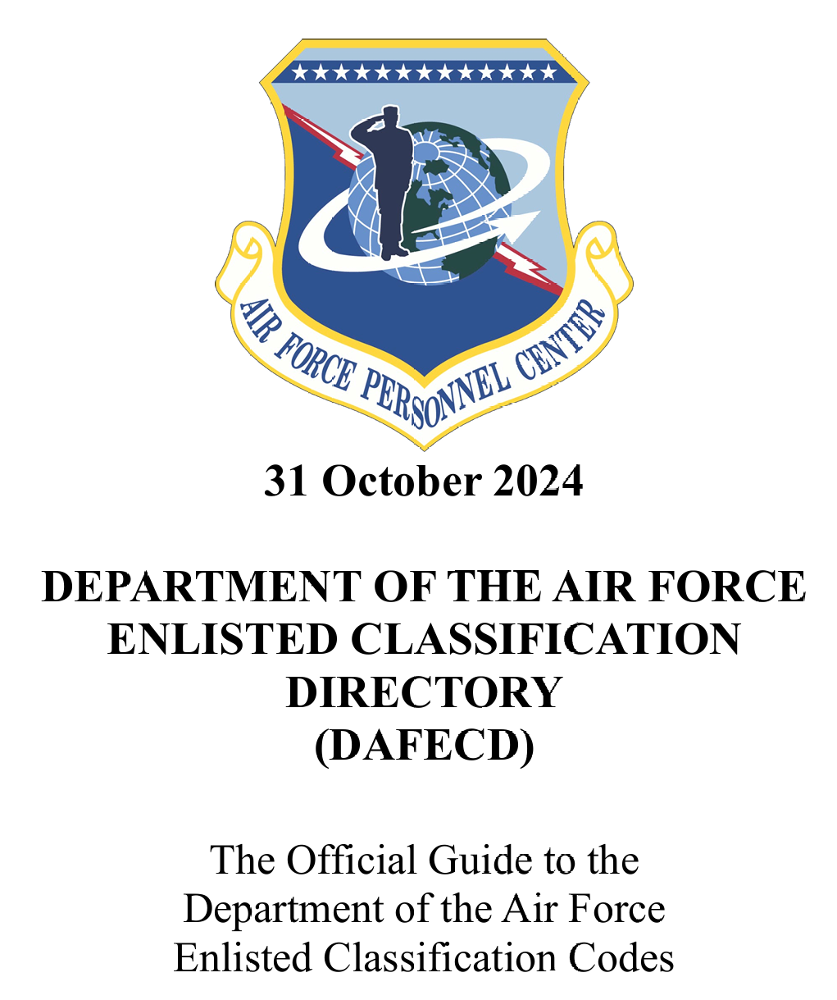 AIR FORCE PERSONNEL CENTER
31 October 2024
DEPARTMENT OF THE AIR FORCE
ENLISTED CLASSIFICATION
DIRECTORY
(DAFECD)
The Official Guide to the
Department of the Air Force
Enlisted Classification Codes